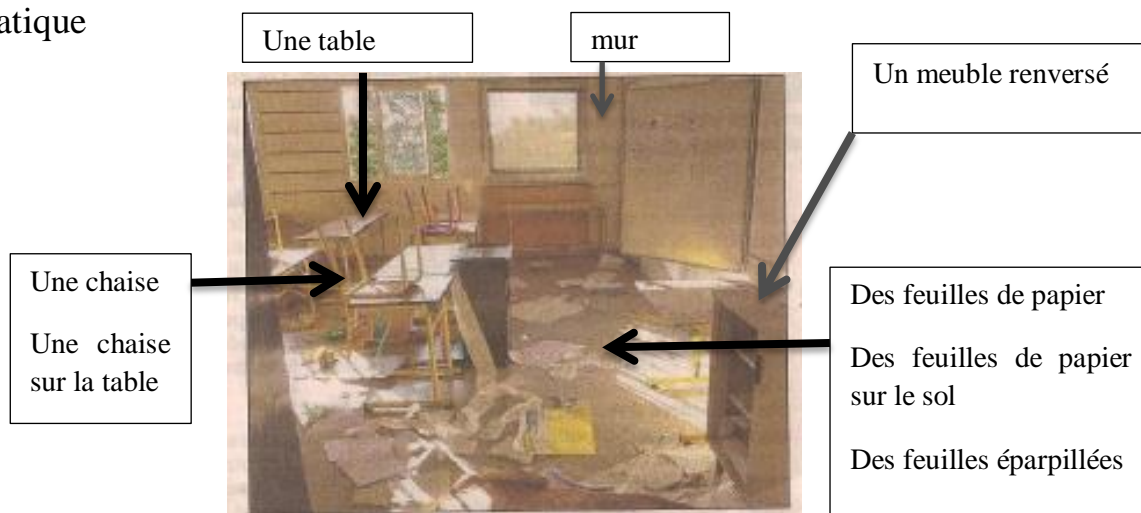 atique
Une table
mur
Un meuble renversé
Une chaise
Une chaise
sur la table
Des feuilles de papier
Des feuilles de papier
sur le sol
Des feuilles éparpillées